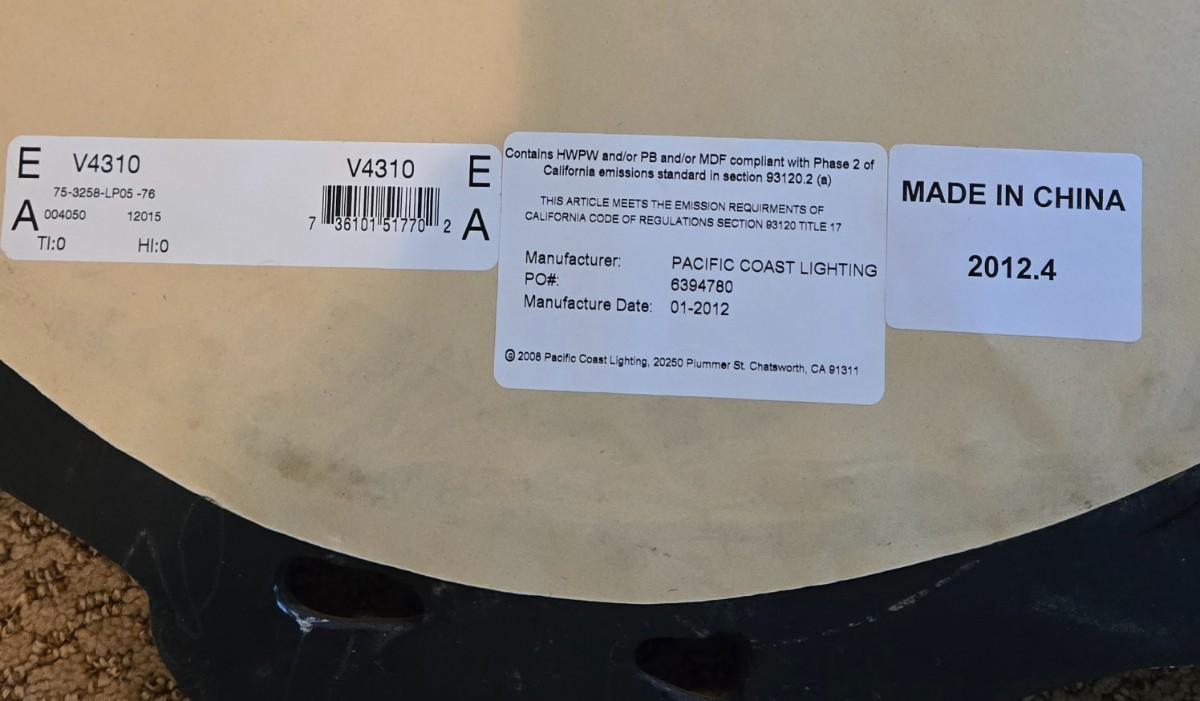 E V4310 V4310 E
75-3258-LP05 -76
A 004050 12015 7 36101 51770 2 A
TI:0 HI:0
Contains HWPW and/or PB and/or MDF compliant with Phase 2 of
California emissions standard in section 93120.2 (a)
THIS ARTICLE MEETS THE EMISSION REQUIRMENTS OF
CALIFORNIA CODE OF REGULATIONS SECTION 93120 TITLE 17
Manufacturer: PACIFIC COAST LIGHTING
PO#: 6394780
Manufacture Date: 01-2012
© 2008 Pacific Coast Lighting, 20250 Plummer St. Chatsworth, CA 91311
MADE IN CHINA
2012.4